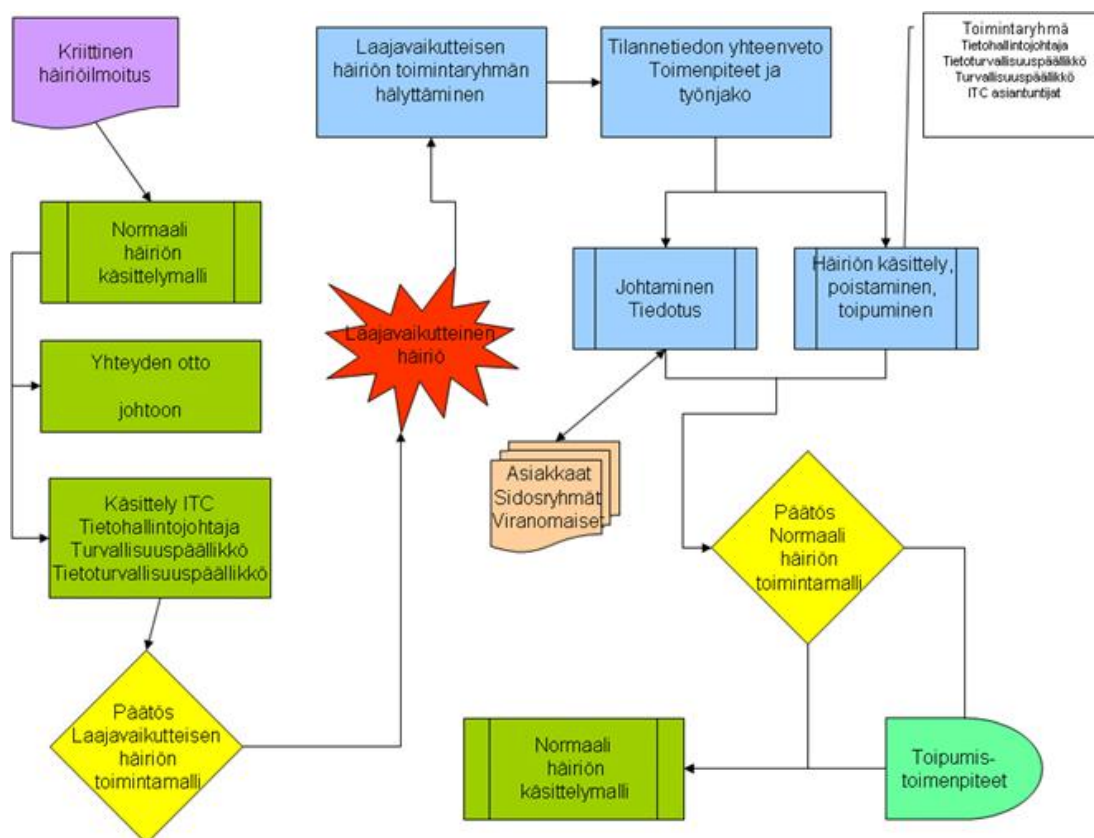 Kriittinen
häiriöilmoitus
Normaali
häiriön
käsittelymalli
Yhteyden otto
johtoon
Käsittely ITC
Tietohallintojohtaja
Turvallisuuspäällikkö
Tietoturvallisuuspäällikkö
Päätös
Laajavaikutteisen
häiriön
toimintamalli
Laajavaikutteinen
häiriö
Laajavaikutteisen
häiriön toimintaryhmän
hälyttäminen
Tilannetiedon yhteenveto
Toimenpiteet ja
työnjako
Toimintaryhmä
Tietohallintojohtaja
Tietoturvallisuuspäällikkö
Turvallisuuspäällikkö
ITC asiantuntijat
Johtaminen
Tiedotus
Häiriön käsittely,
poistaminen,
toipuminen
Asiakkaat
Sidosryhmät
Viranomaiset
Päätös
Normaali
häiriön
toimintamalli
Normaali
häiriön
käsittelymalli
Toipumis-
toimenpiteet